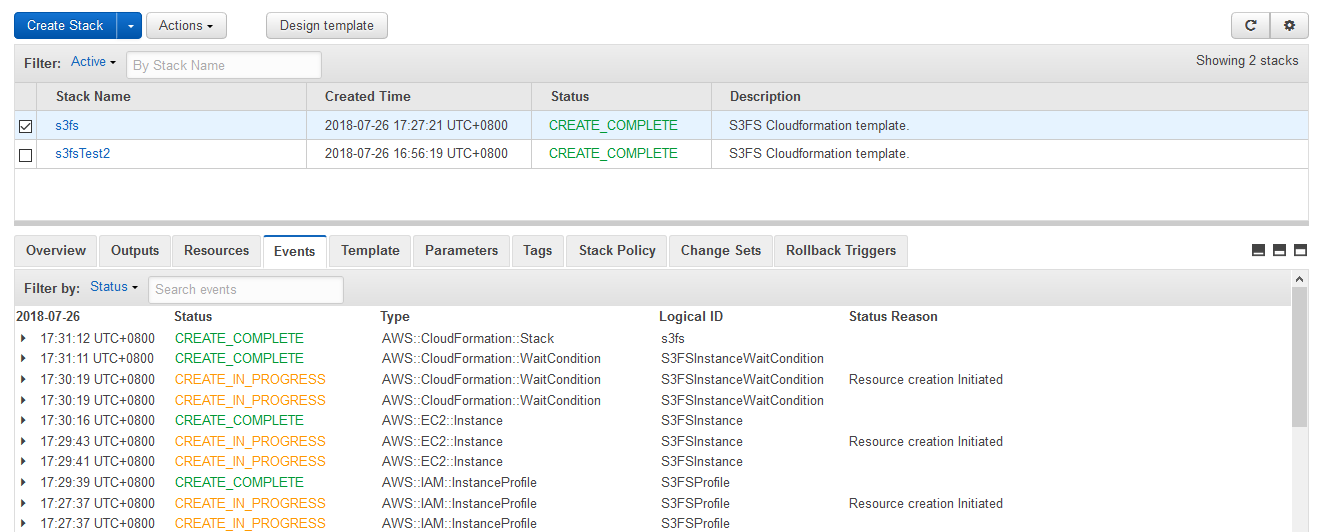 Create Stack Actions Design template
Filter: Active By Stack Name Showing 2 stacks
Stack Name Created Time Status Description
s3fs 2018-07-26 17:27:21 UTC+0800 CREATE_COMPLETE S3FS Cloudformation template.
s3fsTest2 2018-07-26 16:56:19 UTC+0800 CREATE_COMPLETE S3FS Cloudformation template.
Overview Outputs Resources Events Template Parameters Tags Stack Policy Change Sets Rollback Triggers
Filter by: Status Search events
2018-07-26 Status Type Logical ID Status Reason
17:31:12 UTC+0800 CREATE_COMPLETE AWS::CloudFormation::Stack s3fs
17:31:11 UTC+0800 CREATE_COMPLETE AWS::CloudFormation::WaitCondition S3FSInstanceWaitCondition
17:30:19 UTC+0800 CREATE_IN_PROGRESS AWS::CloudFormation::WaitCondition S3FSInstanceWaitCondition Resource creation Initiated
17:30:19 UTC+0800 CREATE_IN_PROGRESS AWS::CloudFormation::WaitCondition S3FSInstanceWaitCondition
17:30:16 UTC+0800 CREATE_COMPLETE AWS::EC2::Instance S3FSInstance
17:29:43 UTC+0800 CREATE_IN_PROGRESS AWS::EC2::Instance S3FSInstance Resource creation Initiated
17:29:41 UTC+0800 CREATE_IN_PROGRESS AWS::EC2::Instance S3FSInstance
17:29:39 UTC+0800 CREATE_COMPLETE AWS::IAM::InstanceProfile S3FSProfile
17:27:37 UTC+0800 CREATE_IN_PROGRESS AWS::IAM::InstanceProfile S3FSProfile Resource creation Initiated
17:27:37 UTC+0800 CREATE_IN_PROGRESS AWS::IAM::InstanceProfile S3FSProfile